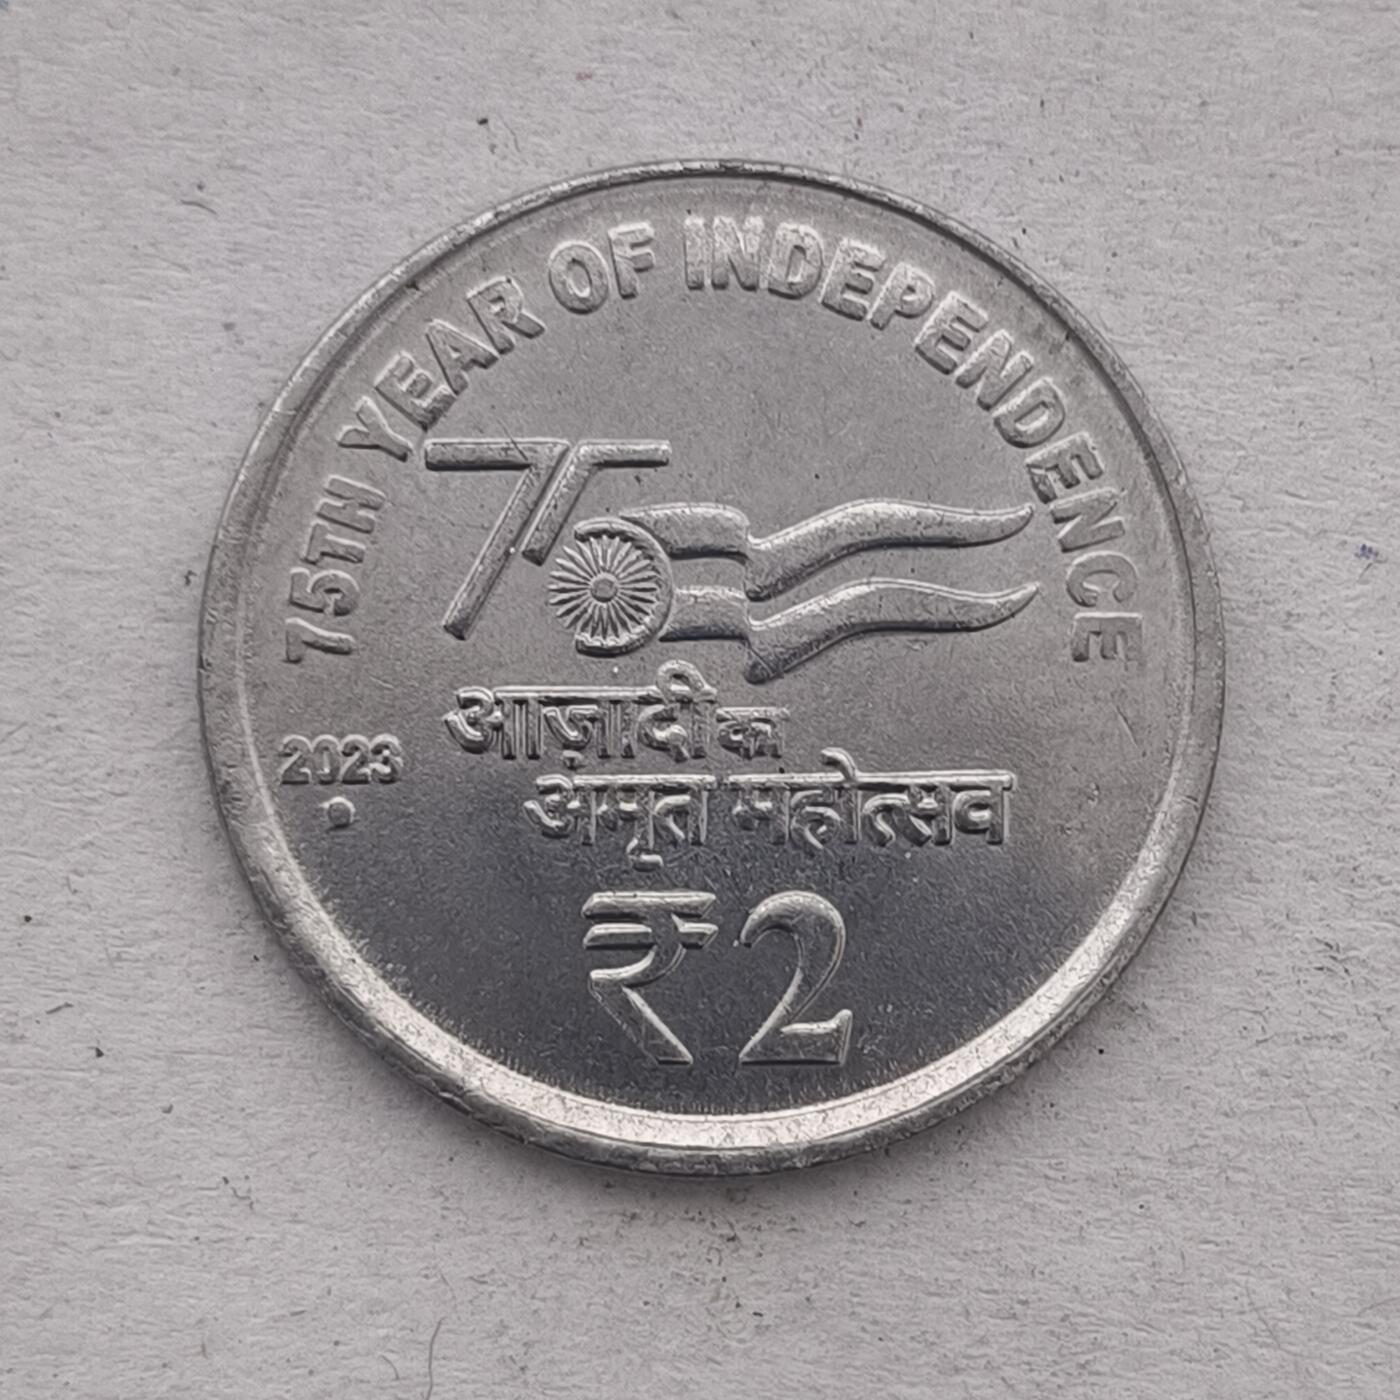 75TH YEAR OF INDEPENDENCE
75
आज़ादी का
अमृत महोत्सव
2023
₹2